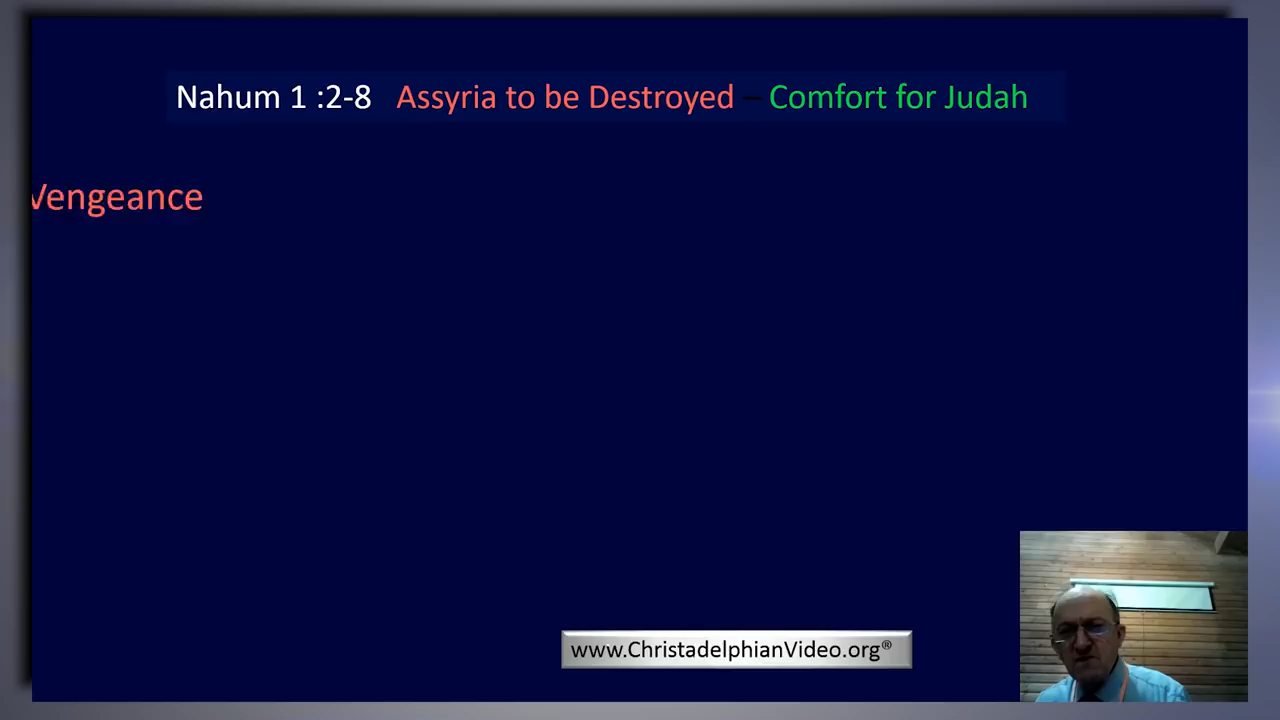 Nahum 1 :2-8 Assyria to be Destroyed – Comfort for Judah
Vengeance
www.ChristadelphianVideo.org®